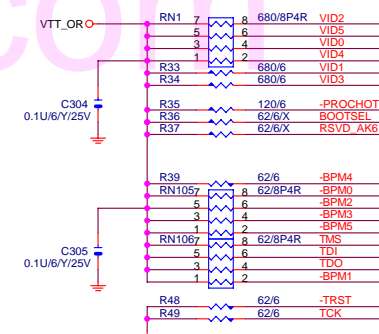 com
VTT_OR
RN1 7 8 680/8P4R VID2
5 6 VID5
3 4 VID0
1 2 VID4
R33 680/6 VID1
R34 680/6 VID3
C304
0.1U/6/Y/25V
R35 120/6 -PROCHOT
R36 62/6/X BOOTSEL
R37 62/6/X RSVD_AK6
R39 62/6 -BPM4
RN105 7 8 62/8P4R -BPM0
5 6 -BPM2
3 4 -BPM3
1 2 -BPM5
RN106 7 8 62/8P4R TMS
C305
0.1U/6/Y/25V
5 6 TDI
3 4 TDO
1 2 -BPM1
R48 62/6 -TRST
R49 62/6 TCK